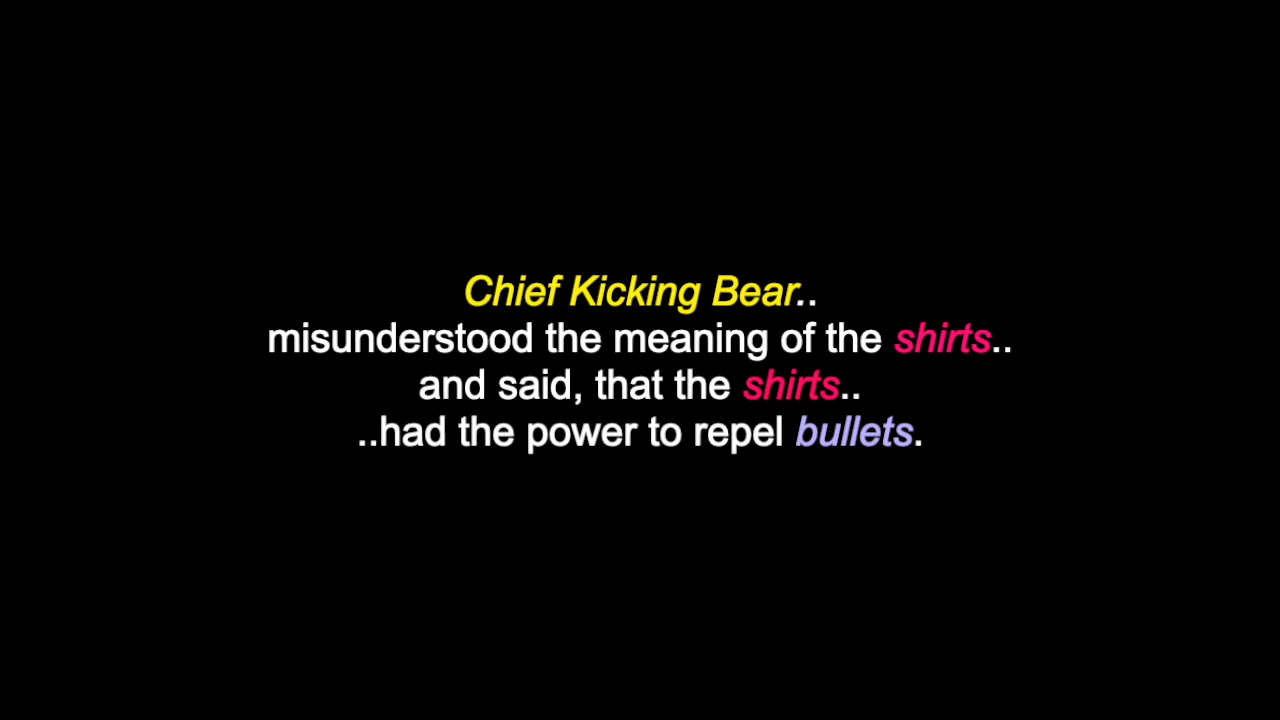 Chief Kicking Bear..
misunderstood the meaning of the shirts..
and said, that the shirts..
..had the power to repel bullets.